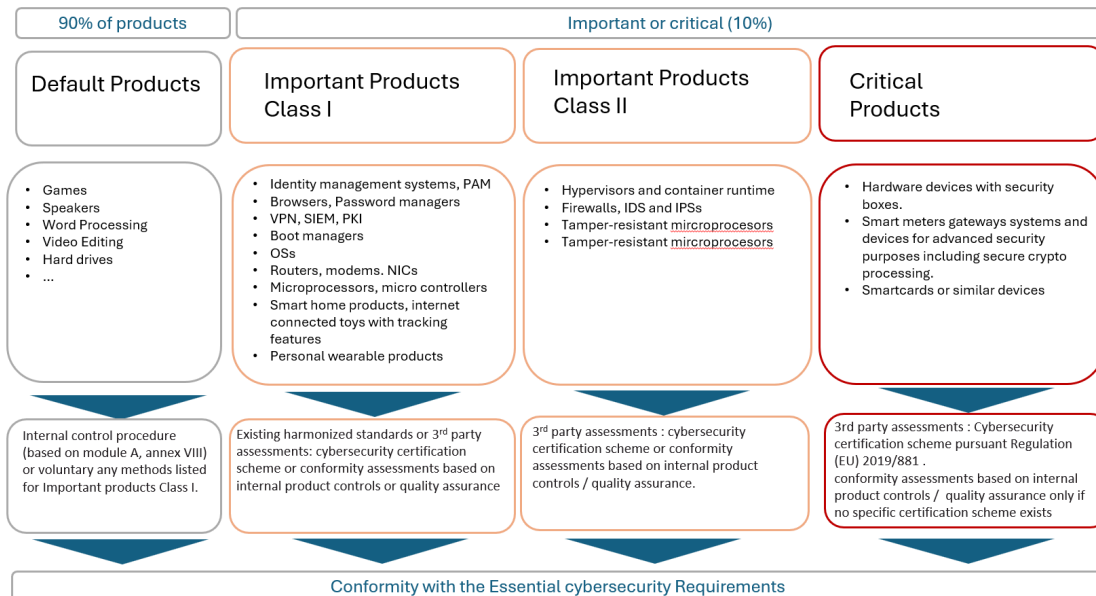 90% of products
Important or critical (10%)
Default Products
Important Products
Class I
Important Products
Class II
Critical
Products
• Games
• Speakers
• Word Processing
• Video Editing
• Hard drives
• ...
• Identity management systems, PAM
• Browsers, Password managers
• VPN, SIEM, PKI
• Boot managers
• OSs
• Routers, modems. NICs
• Microprocessors, micro controllers
• Smart home products, internet
connected toys with tracking
features
• Personal wearable products
• Hypervisors and container runtime
• Firewalls, IDS and IPSs
• Tamper-resistant mircroprocesors
• Tamper-resistant mircroprocesors
• Hardware devices with security
boxes.
• Smart meters gateways systems and
devices for advanced security
purposes including secure crypto
processing.
• Smartcards or similar devices
Internal control procedure
(based on module A, annex VIII)
or voluntary any methods listed
for Important products Class I.
Existing harmonized standards or 3rd party
assessments: cybersecurity certification
scheme or conformity assessments based on
internal product controls or quality assurance
3rd party assessments : cybersecurity
certification scheme or conformity
assessments based on internal product
controls / quality assurance.
3rd party assessments : Cybersecurity
certification scheme pursuant Regulation
(EU) 2019/881 .
conformity assessments based on internal
product controls / quality assurance only if
no specific certification scheme exists
Conformity with the Essential cybersecurity Requirements